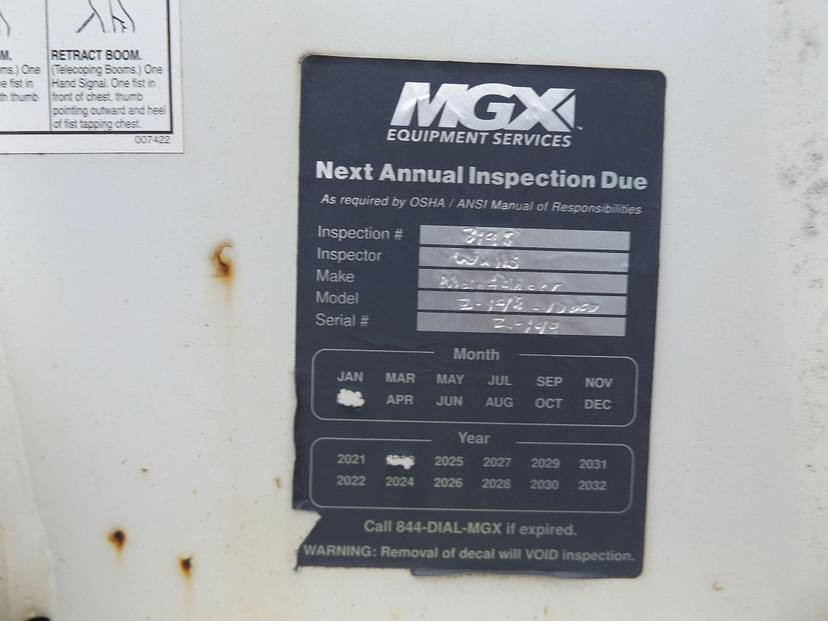 M.
ms.) One
e fist in
th thumb
RETRACT BOOM.
(Telecoping Booms.) One
Hand Signal. One fist in
front of chest, thumb
pointing outward and heel
of fist tapping chest.
007422
MGX
EQUIPMENT SERVICES
Next Annual Inspection Due
As required by OSHA / ANSI Manual of Responsibilities
Inspection #
Inspector
Make
Model
Serial # Z-149
Month
JAN MAR MAY JUL SEP NOV
APR JUN AUG OCT DEC
Year
2021 2025 2027 2029 2031
2022 2024 2026 2028 2030 2032
Call 844-DIAL-MGX if expired.
WARNING: Removal of decal will VOID inspection.